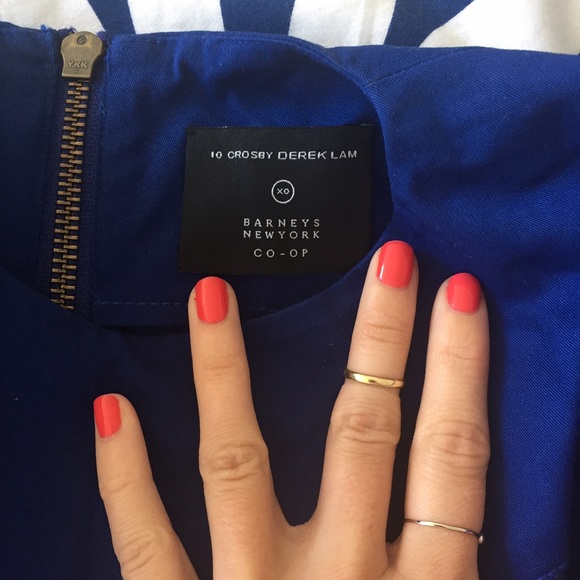 YKK
10 CROSBY DEREK LAM
XO
BARNEYS
NEWYORK
CO-OP